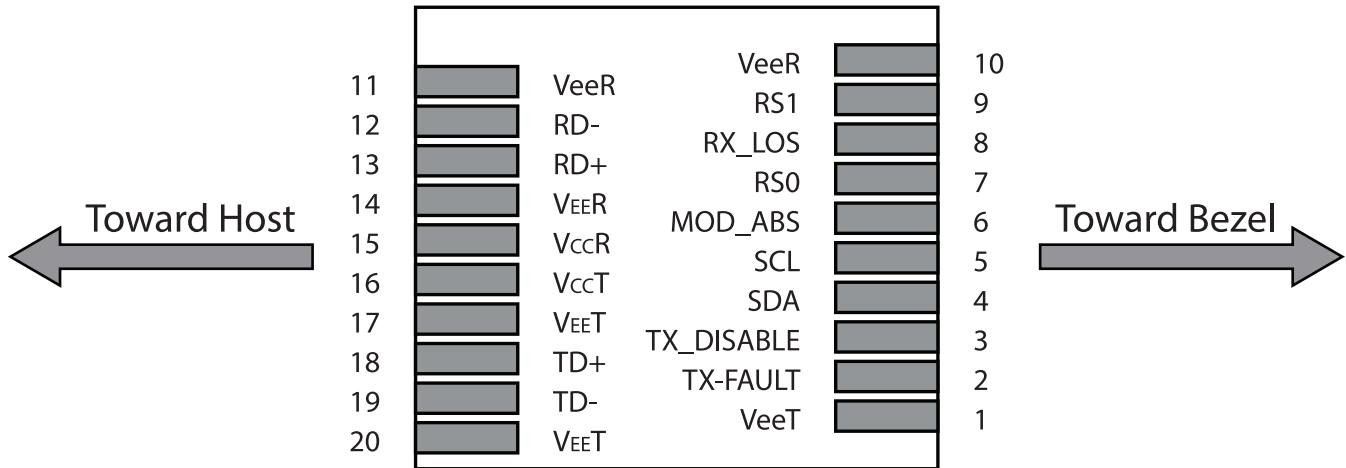 VeeR 10
11 VeeR
RS1 9
12 RD-
RX_LOS 8
13 RD+
RS0 7
14 VEER
MOD_ABS 6
Toward Host
Toward Bezel
15 VccR
SCL 5
16 VccT
SDA 4
17 VEET
TX_DISABLE 3
18 TD+
TX-FAULT 2
19 TD-
VeeT 1
20 VEET